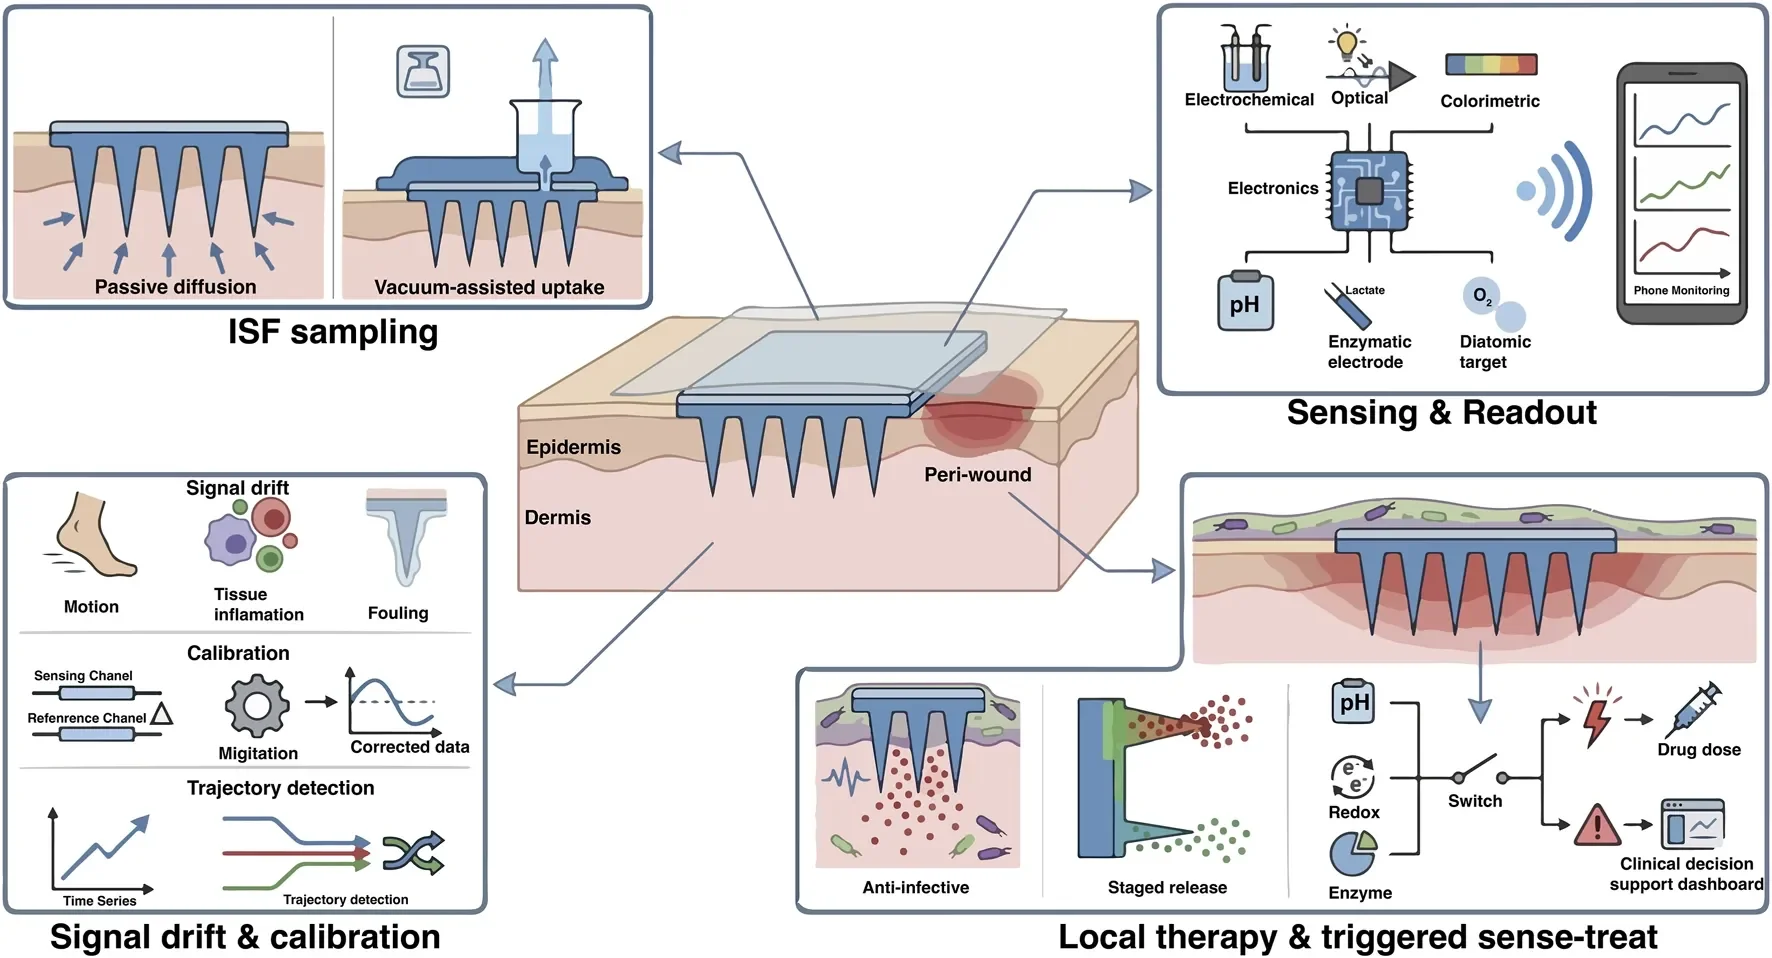 Passive diffusion
Vacuum-assisted uptake
ISF sampling
Electrochemical
Optical
Colorimetric
Electronics
pH
Lactate
Enzymatic
electrode
O2
Diatomic
target
Phone Monitoring
Sensing & Readout
Epidermis
Dermis
Peri-wound
Signal drift
Motion
Tissue
inflamation
Fouling
Calibration
Sensing Chanel
Refenrence Chanel
Migitation
Corrected data
Trajectory detection
Time Series
Trajectory detection
Signal drift & calibration
Anti-infective
Staged release
pH
e-
e-
Redox
Enzyme
Switch
Drug dose
!
Clinical decision
support dashboard
Local therapy & triggered sense-treat